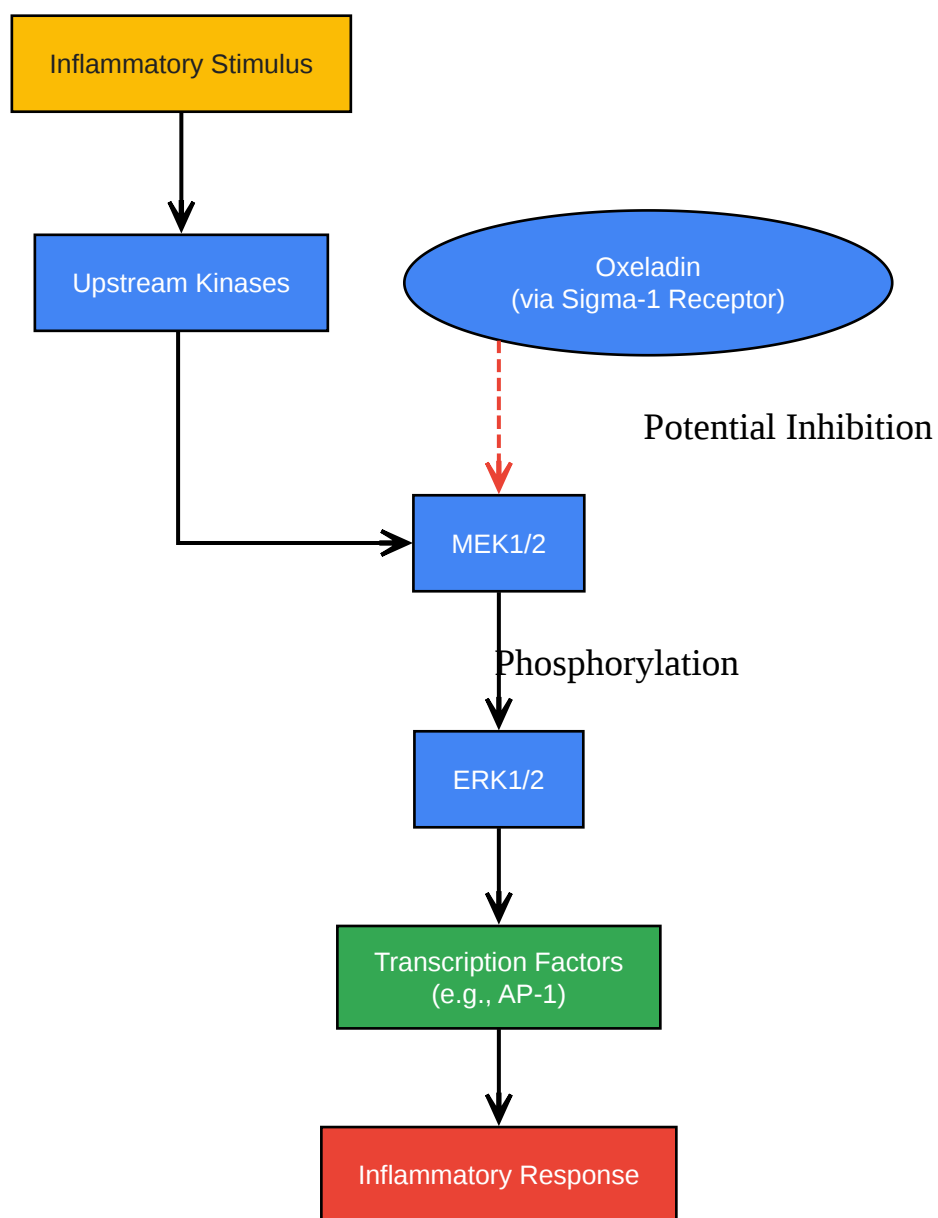 Inflammatory Stimulus
Upstream Kinases
Oxeladin
(via Sigma-1 Receptor)
Potential Inhibition
MEK1/2
Phosphorylation
ERK1/2
Transcription Factors
(e.g., AP-1)
Inflammatory Response